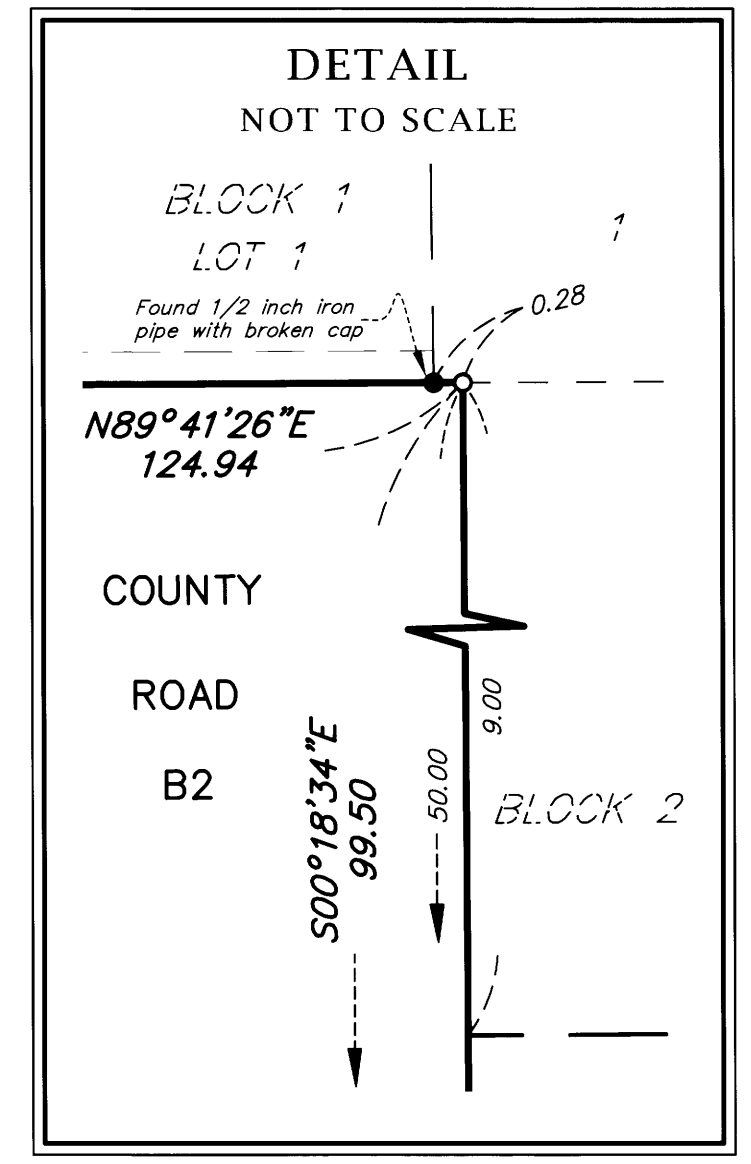 DETAIL
NOT TO SCALE
BLOCK 1
LOT 1
1
Found 1/2 inch iron
pipe with broken cap
0.28
N89°41'26"E
124.94
COUNTY
ROAD
B2
S00°18'34"E
99.50
50.00
9.00
BLOCK 2